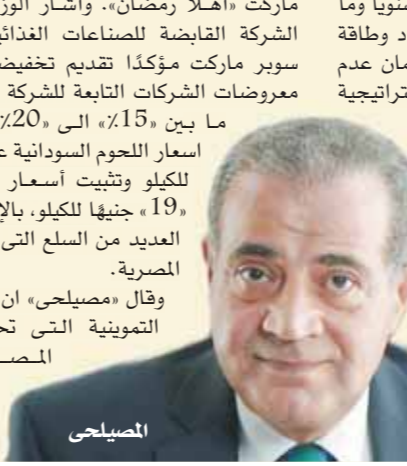 ماركت «أهلا رمضان». وأشار الوز
الشركة القابضة للصناعات الغذائي
سوبر ماركت مؤكدًا تقديم تخفيض
معروضات الشركات التابعة للشركة
ما بين «15٪» الى «20٪
اسعار اللحوم السودانية ع
للكيلو وتثبيت أسعار
«19» جنيهًا للكيلو، بالإ
العديد من السلع التى
المصرية.
وقال «مصيلحى» ان
التموينية التى تح
المصـ
سنويا وما
د وطاقة
مان عدم
تراتيجية
المصيلحى